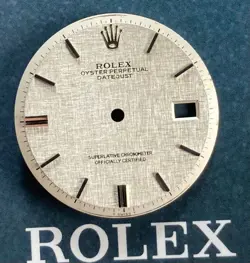 ROLEX
OYSTER PERPETUAL
DATEJUST
SUPERLATIVE CHRONOMETER
OFFICIALLY CERTIFIED
ROLEX